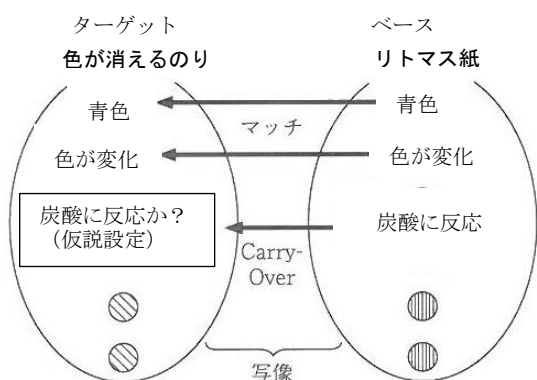 ターゲット
ベース
色が消えるのり
リトマス紙
青色
マッチ
青色
色が変化
色が変化
炭酸に反応か？
（仮説設定）
炭酸に反応
Carry-
Over
写像